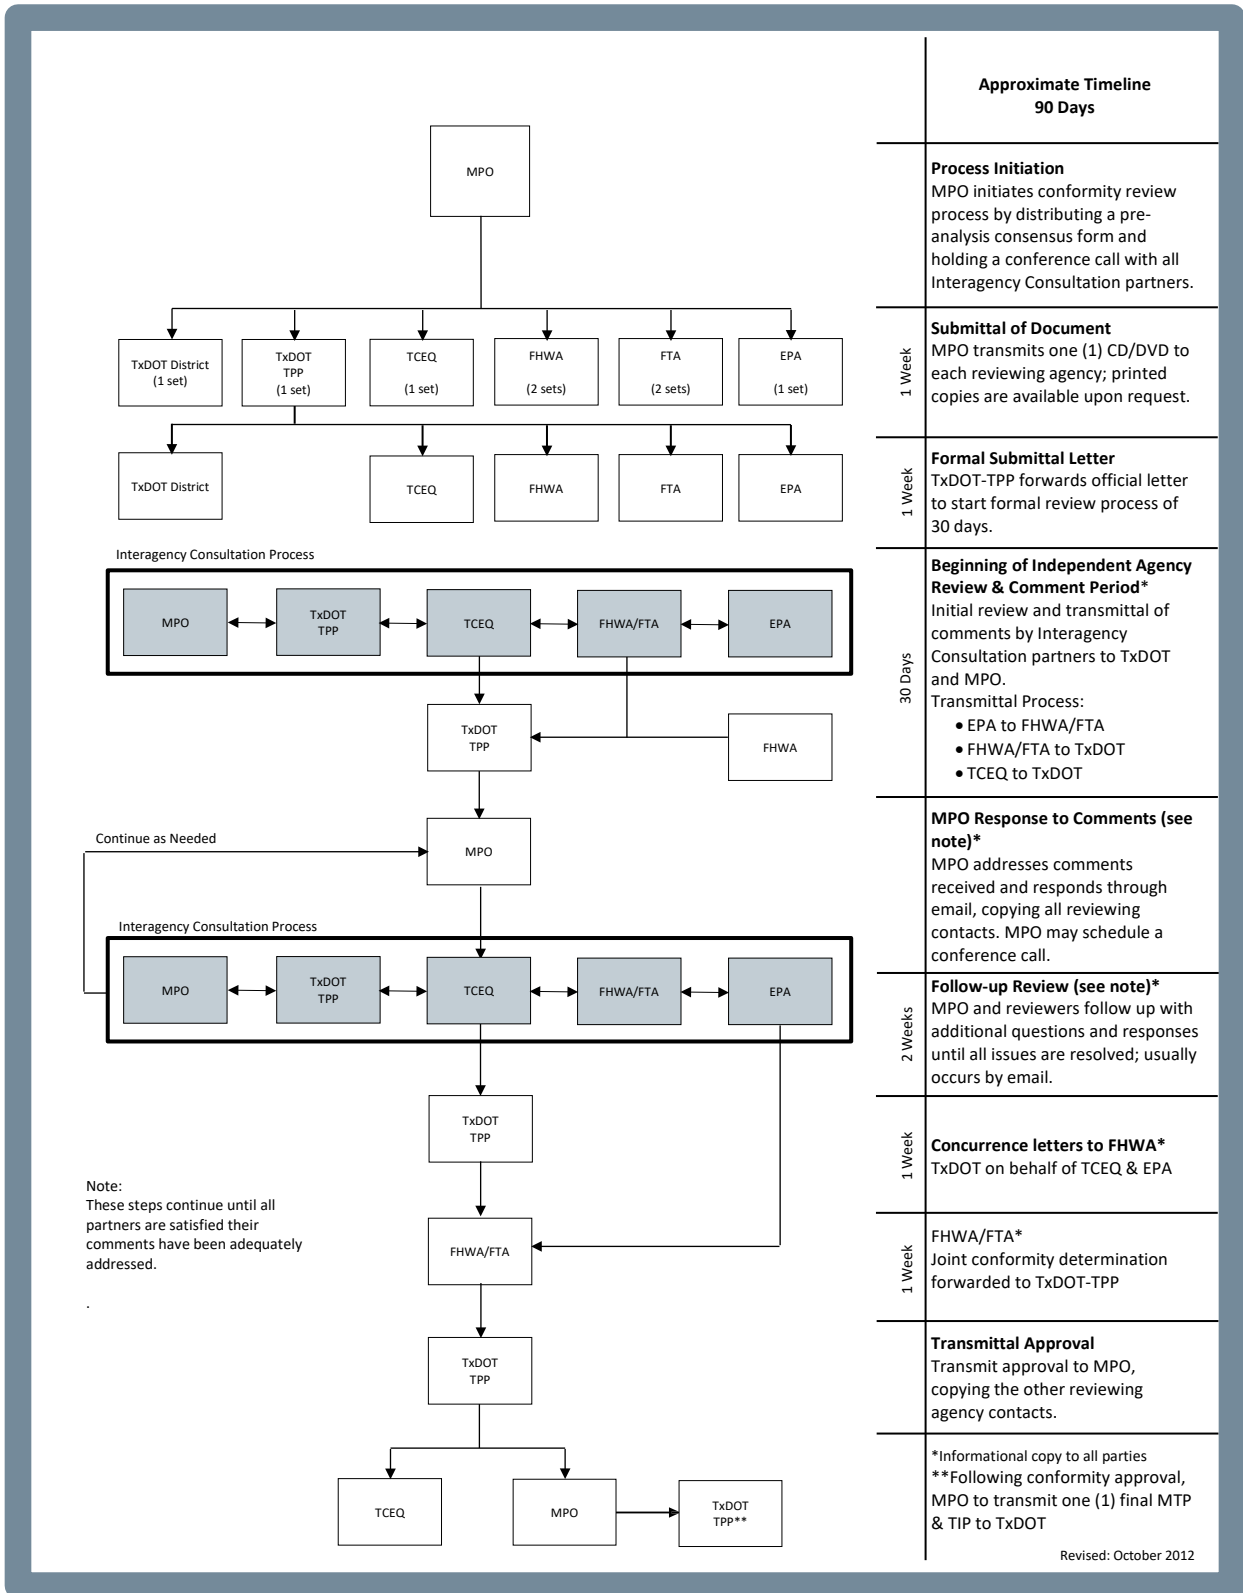 Approximate Timeline
90 Days
MPO
Process Initiation
MPO initiates conformity review
process by distributing a pre-
analysis consensus form and
holding a conference call with all
Interagency Consultation partners.
TxDOT District
(1 set)
TxDOT
TPP
(1 set)
TCEQ
(1 set)
FHWA
(2 sets)
FTA
(2 sets)
EPA
(1 set)
1 Week
Submittal of Document
MPO transmits one (1) CD/DVD to
each reviewing agency; printed
copies are available upon request.
TxDOT District
TCEQ
FHWA
FTA
EPA
1 Week
Formal Submittal Letter
TxDOT-TPP forwards official letter
to start formal review process of
30 days.
Interagency Consultation Process
MPO
TxDOT
TPP
TCEQ
FHWA/FTA
EPA
TxDOT
TPP
FHWA
30 Days
Beginning of Independent Agency
Review & Comment Period*
Initial review and transmittal of
comments by Interagency
Consultation partners to TxDOT
and MPO.
Transmittal Process:
• EPA to FHWA/FTA
• FHWA/FTA to TxDOT
• TCEQ to TxDOT
Continue as Needed
MPO
MPO Response to Comments (see
note)*
MPO addresses comments
received and responds through
email, copying all reviewing
contacts. MPO may schedule a
conference call.
Interagency Consultation Process
MPO
TxDOT
TPP
TCEQ
FHWA/FTA
EPA
2 Weeks
Follow-up Review (see note)*
MPO and reviewers follow up with
additional questions and responses
until all issues are resolved; usually
occurs by email.
TxDOT
TPP
1 Week
Concurrence letters to FHWA*
TxDOT on behalf of TCEQ & EPA
Note:
These steps continue until all
partners are satisfied their
comments have been adequately
addressed.
.
FHWA/FTA
1 Week
FHWA/FTA*
Joint conformity determination
forwarded to TxDOT-TPP
TxDOT
TPP
Transmittal Approval
Transmit approval to MPO,
copying the other reviewing
agency contacts.
TCEQ
MPO
TxDOT
TPP**
*Informational copy to all parties
**Following conformity approval,
MPO to transmit one (1) final MTP
& TIP to TxDOT
Revised: October 2012